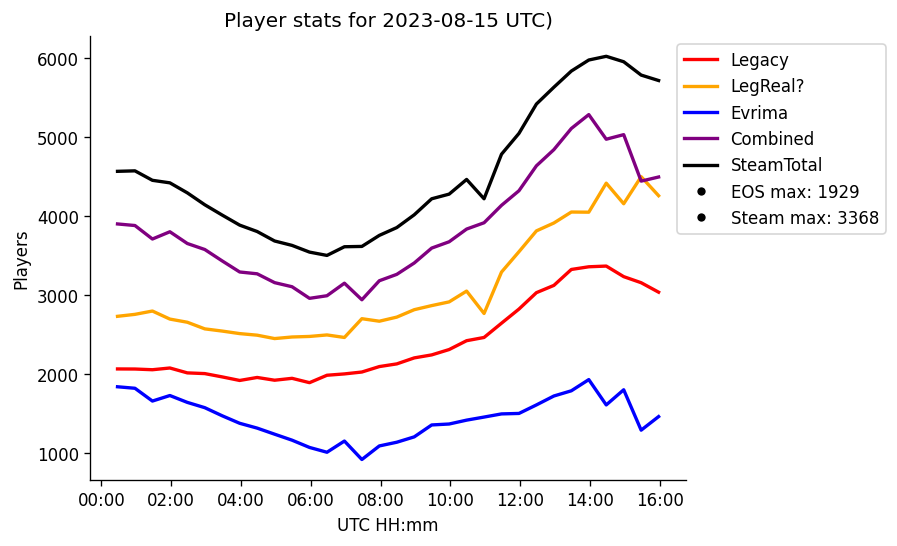 Player stats for 2023-08-15 UTC)
6000
5000
4000
3000
2000
1000
Players
00:00 02:00 04:00 06:00 08:00 10:00 12:00 14:00 16:00
UTC HH:mm
Legacy
LegReal?
Evrima
Combined
SteamTotal
EOS max: 1929
Steam max: 3368